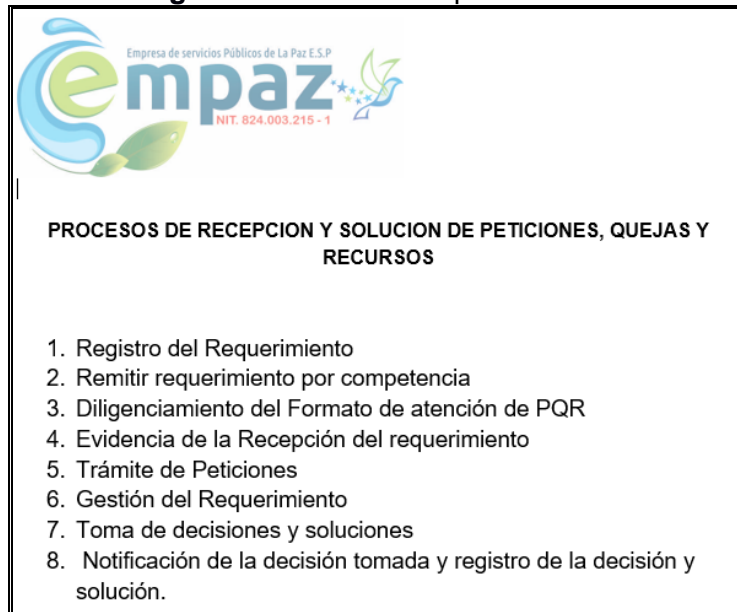 Empresa de servicios Públicos de La Paz E.S.P
empaz
NIT. 824.003.215 - 1
PROCESOS DE RECEPCION Y SOLUCION DE PETICIONES, QUEJAS Y
RECURSOS
1. Registro del Requerimiento
2. Remitir requerimiento por competencia
3. Diligenciamiento del Formato de atención de PQR
4. Evidencia de la Recepción del requerimiento
5. Trámite de Peticiones
6. Gestión del Requerimiento
7. Toma de decisiones y soluciones
8. Notificación de la decisión tomada y registro de la decisión y
solución.